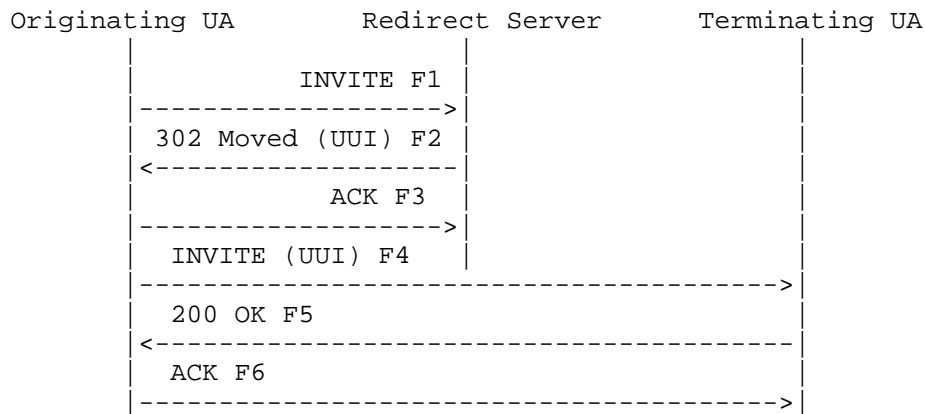 Originating UA Redirect Server Terminating UA
INVITE F1
302 Moved (UUI) F2
ACK F3
INVITE (UUI) F4
200 OK F5
ACK F6